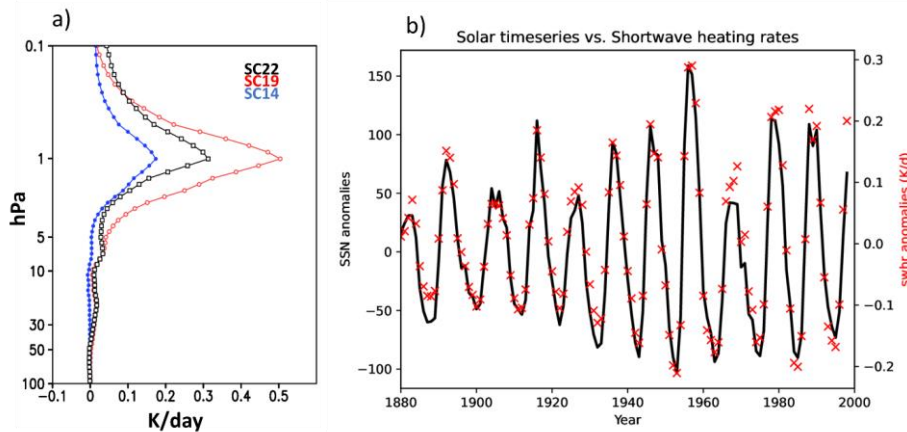 a)
hPa
0.1
1
5
10
30
50
100
SC22
SC19
SC14
−0.1 0 0.1 0.2 0.3 0.4 0.5
K/day
b)
Solar timeseries vs. Shortwave heating rates
SSN anomalies
150
100
50
0
−50
−100
0.3
0.2
0.1
0.0
−0.1
−0.2
swhr anomalies (K/d)
1880 1900 1920 1940 1960 1980 2000
Year